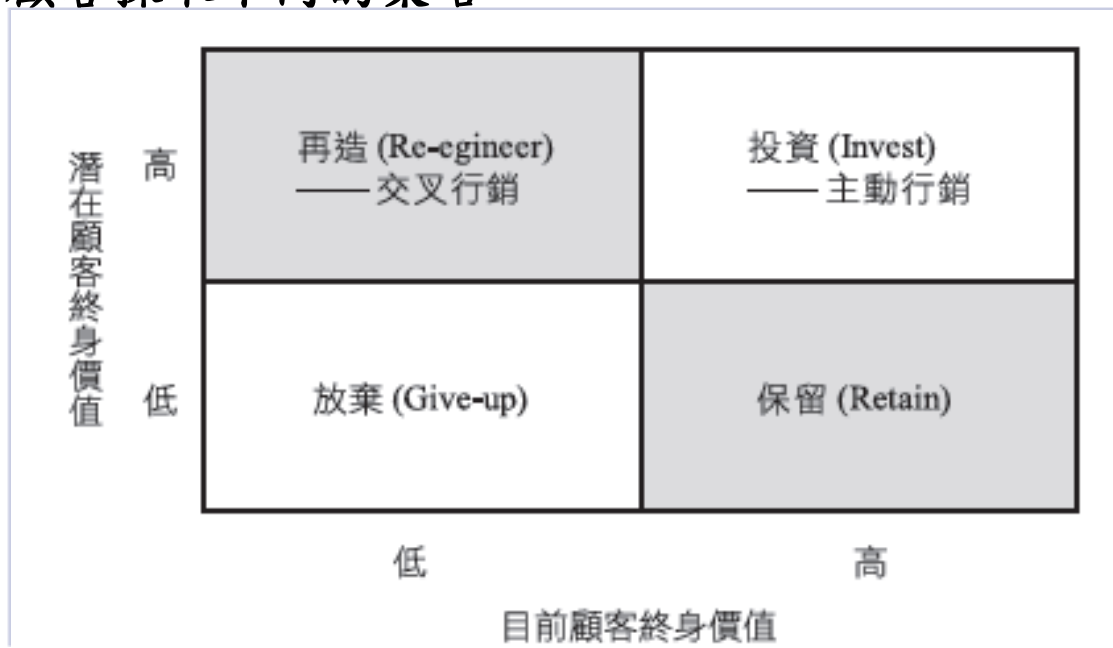 再造 (Re-egineer)
—— 交叉行銷
投資 (Invest)
—— 主動行銷
潛在顧客終身價值
高
低
放棄 (Give-up)
保留 (Retain)
低
高
目前顧客終身價值